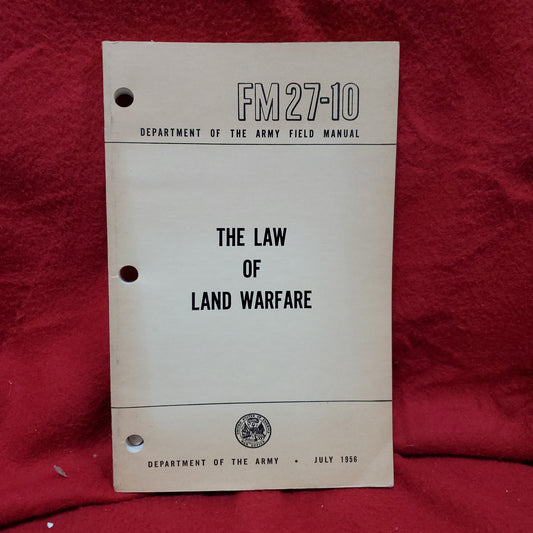 FM 27-10
DEPARTMENT OF THE ARMY FIELD MANUAL
THE LAW
OF
LAND WARFARE
DEPARTMENT OF THE ARMY • JULY 1956